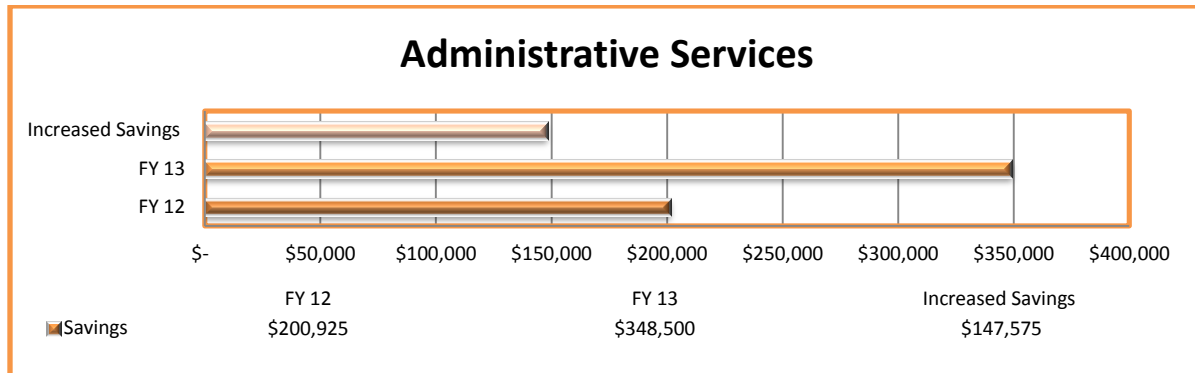 Administrative Services
Increased Savings
FY 13
FY 12
$- $50,000 $100,000 $150,000 $200,000 $250,000 $300,000 $350,000 $400,000
FY 12 FY 13 Increased Savings
Savings $200,925 $348,500 $147,575